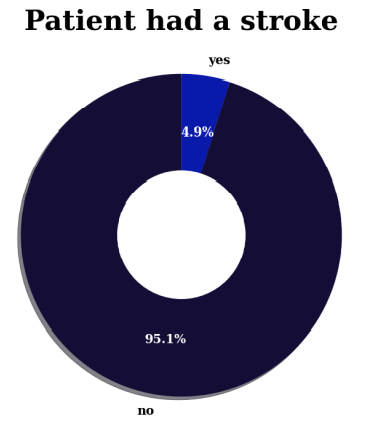 Patient had a stroke
yes
4.9%
95.1%
no